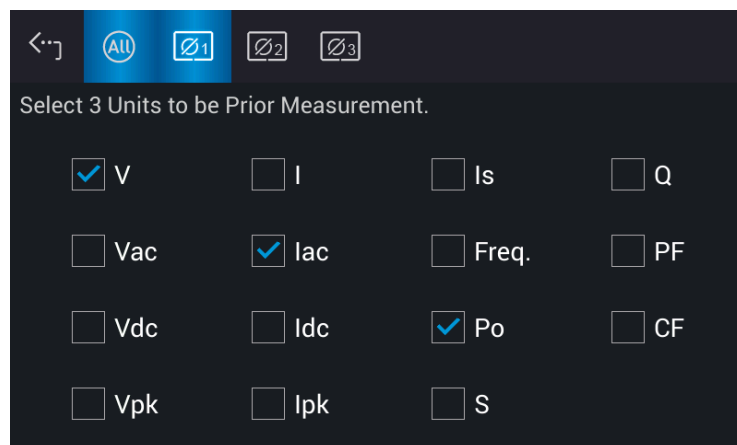 All Ø1 Ø2 Ø3
Select 3 Units to be Prior Measurement.
V I Is Q
Vac Iac Freq. PF
Vdc Idc Po CF
Vpk Ipk S